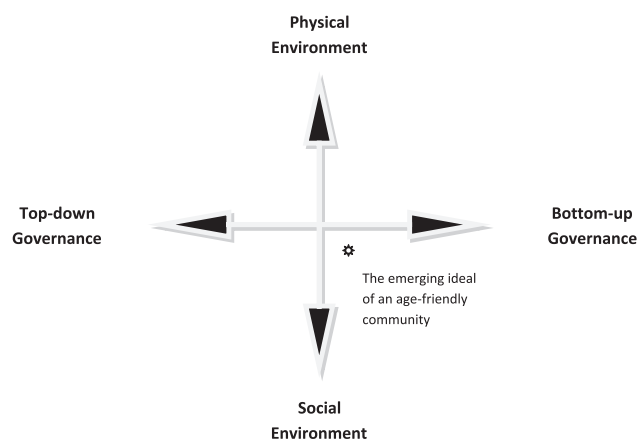 Physical
Environment
Top-down
Governance
Bottom-up
Governance
The emerging ideal
of an age-friendly
community
Social
Environment